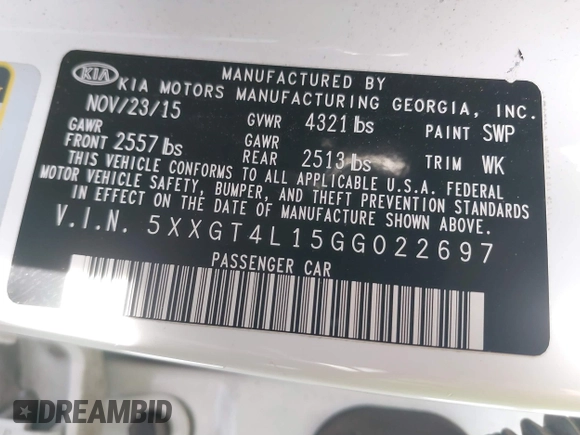 MANUFACTURED BY
KIA KIA MOTORS MANUFACTURING GEORGIA, INC.
NOV/23/15 GVWR 4321 lbs PAINT SWP
GAWR FRONT 2557 lbs GAWR REAR 2513 lbs TRIM WK
THIS VEHICLE CONFORMS TO ALL APPLICABLE U.S.A. FEDERAL
MOTOR VEHICLE SAFETY, BUMPER, AND THEFT PREVENTION STANDARDS
IN EFFECT ON THE DATE OF MANUFACTURE SHOWN ABOVE.
V.I.N. 5XXGT4L15GG022697
PASSENGER CAR
DREAMBID